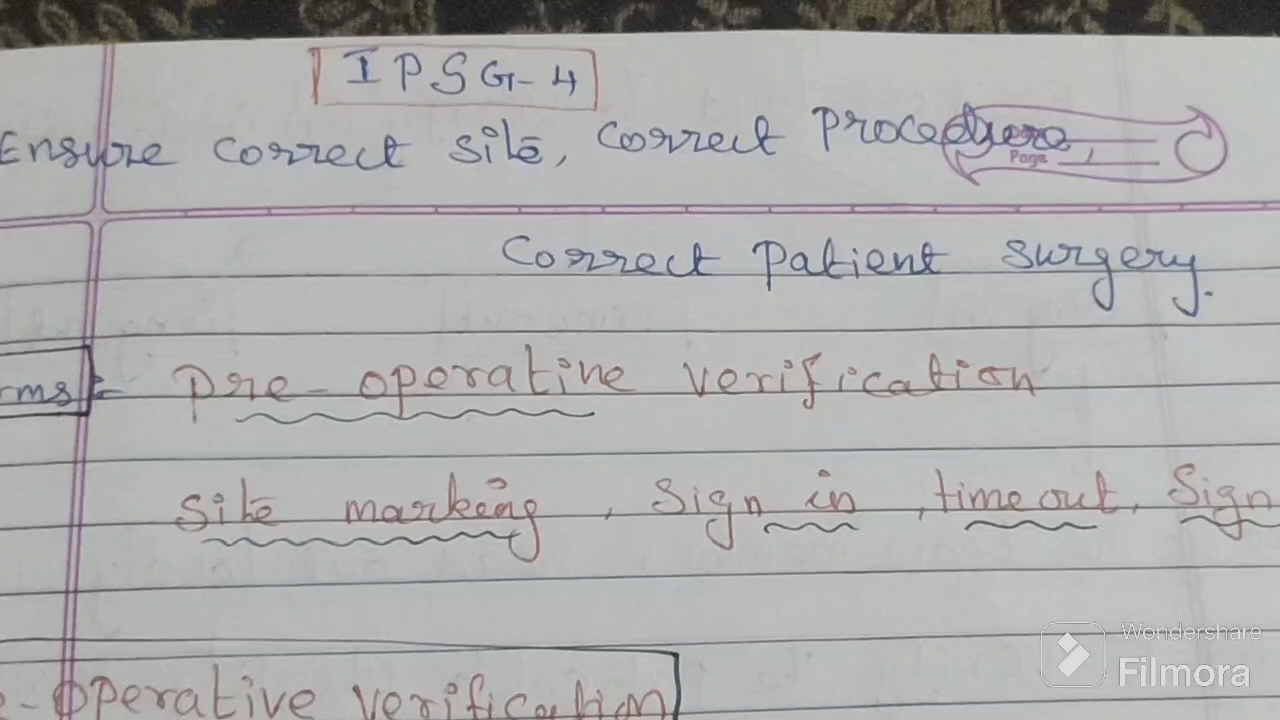 IPSG-4
Ensure correct site, correct Procedure,
Page
correct patient surgery.
rms:- Pre-operative verification
Site marking, Sign in, time out, Sign
Wondershare
Filmora
e-operative verification